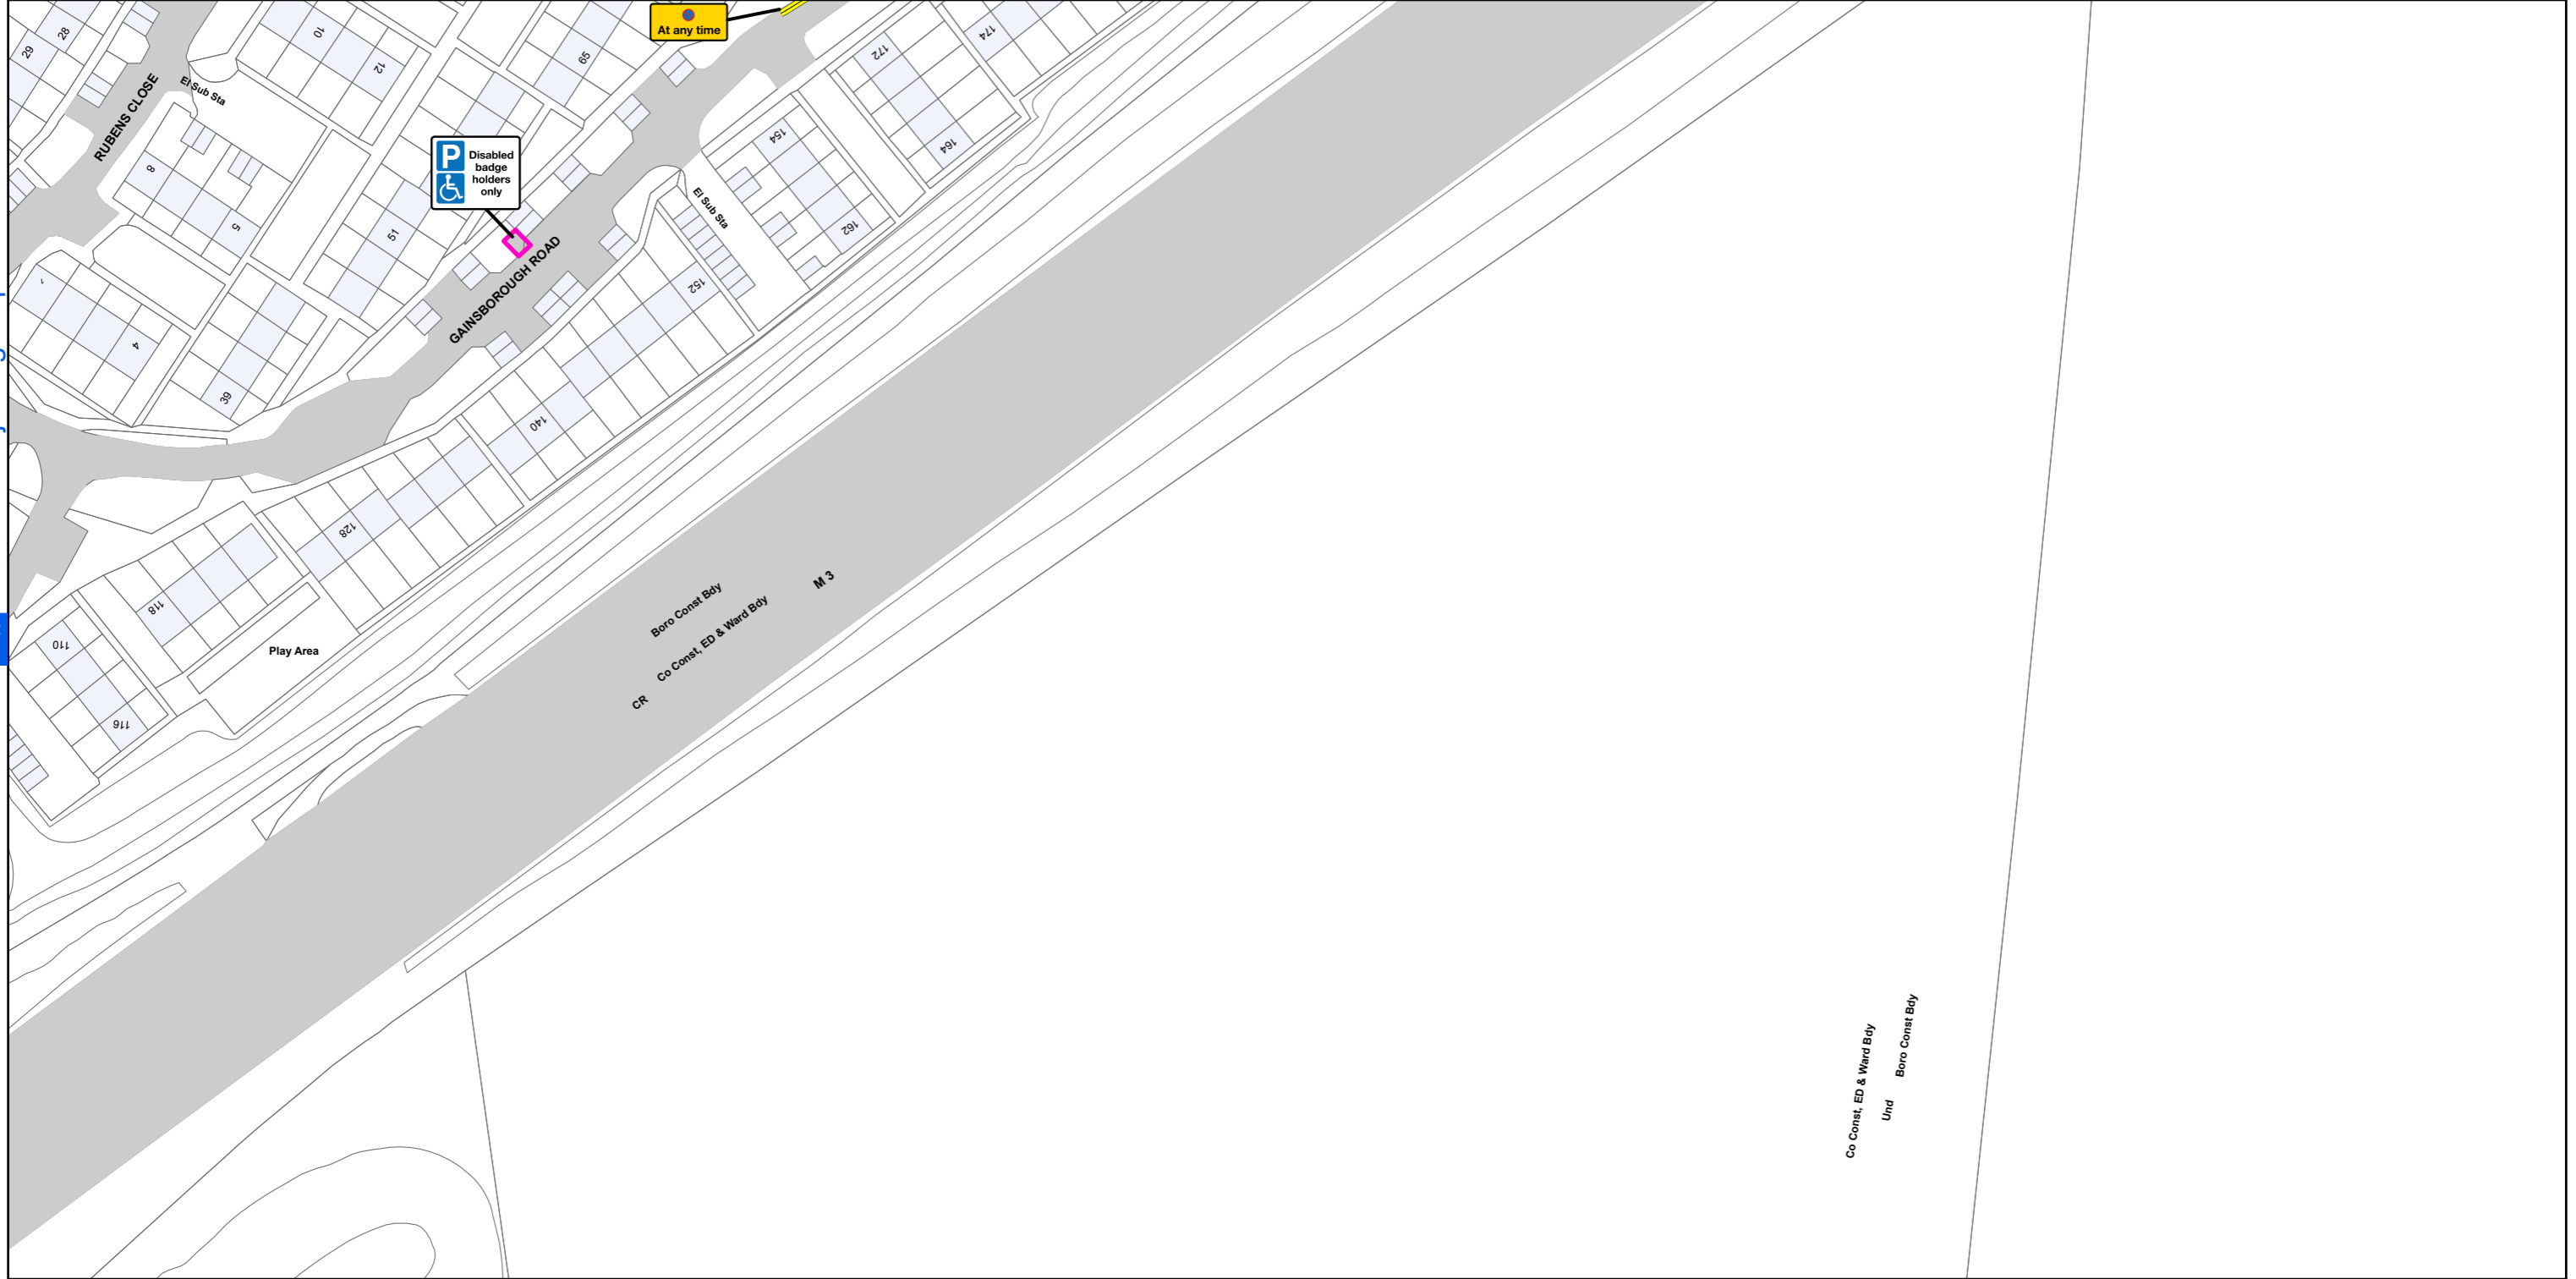 At any time
28
29
10
12
69
172
174
RUBENS CLOSE
El Sub Sta
154
164
P
Disabled
badge
holders
only
8
5
51
El Sub Sta
162
GAINSBOROUGH ROAD
152
4
39
140
128
118
110
116
Play Area
Boro Const Bdy
M 3
Co Const, ED & Ward Bdy
CR
Co Const, ED & Ward Bdy
Und
Boro Const Bdy